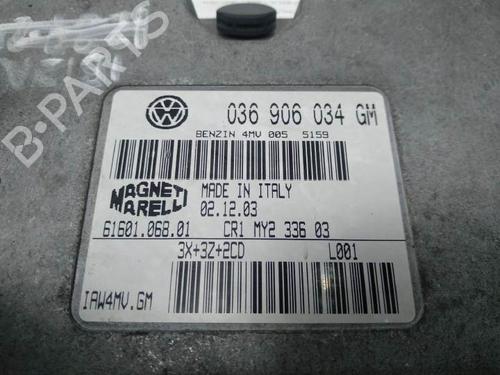 B-PARTS
036 906 034 GM
BENZIN 4MV 005 5159
MAGNETI MARELLI
MADE IN ITALY
02.12.03
61601.068.01 CR1 MY2 336 03
3X+3Z+2CD L001
IAW4MV.GM